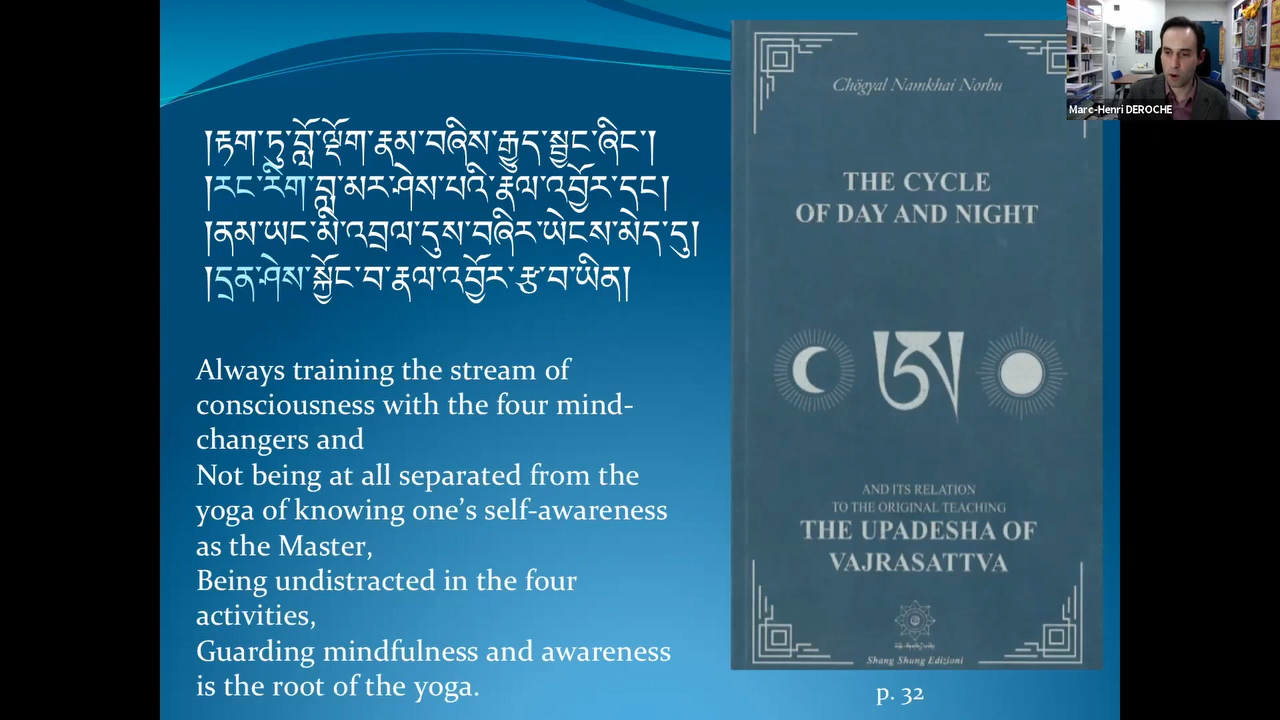 །རྟག་ཏུ་བློ་ལྡོག་རྣམ་བཞིས་རྒྱུད་སྦྱང་ཞིང་།
།རང་རིག་བླ་མར་ཤེས་པའི་རྣལ་འབྱོར་དང།
།ནམ་ཡང་མི་འབྲལ་དུས་བཞིར་ཡེངས་མེད་དུ།
།དྲན་ཤེས་སྐྱོང་བ་རྣལ་འབྱོར་རྩ་བ་ཡིན།
Always training the stream of
consciousness with the four mind-
changers and
Not being at all separated from the
yoga of knowing one’s self-awareness
as the Master,
Being undistracted in the four
activities,
Guarding mindfulness and awareness
is the root of the yoga.
Chögyal Namkhai Norbu
THE CYCLE
OF DAY AND NIGHT
ཨ
AND ITS RELATION
TO THE ORIGINAL TEACHING
THE UPADESHA OF
VAJRASATTVA
Shang Shung Edizioni
p. 32
Marc-Henri DEROCHE